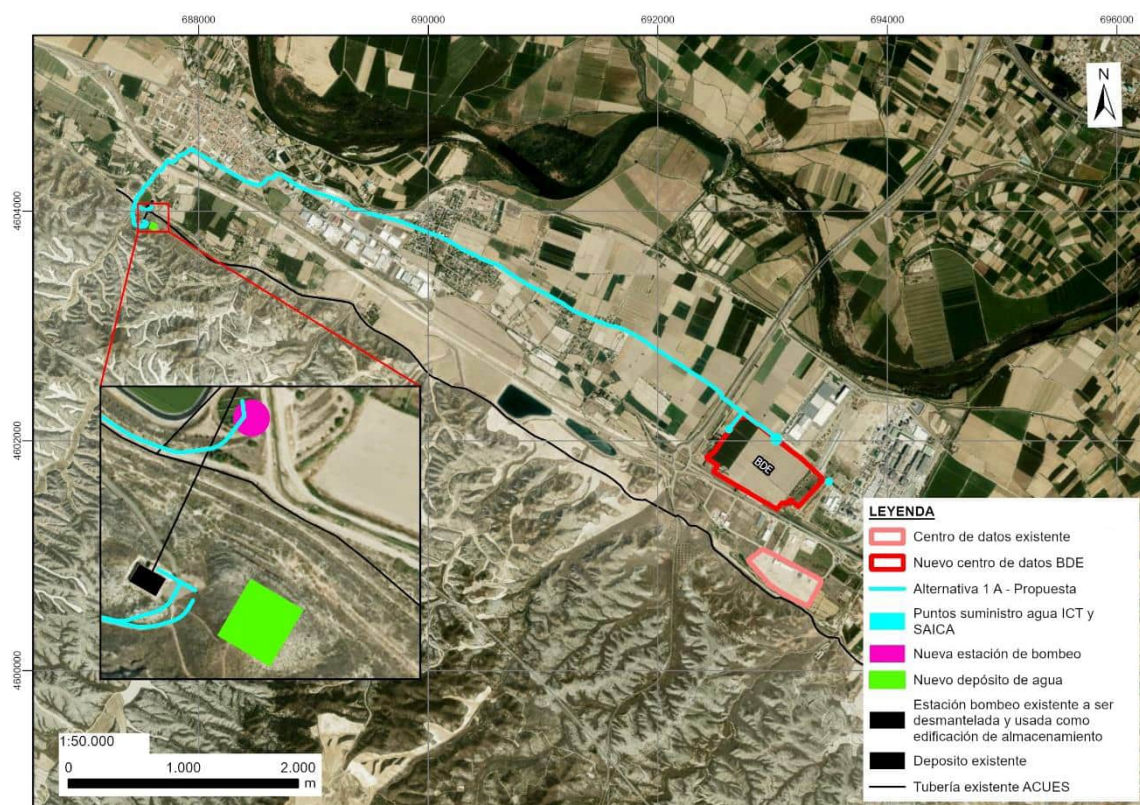 688000
690000
692000
694000
696000
N
4604000
4602000
4600000
BDE
1:50.000
0
1.000
2.000
m
LEYENDA
Centro de datos existente
Nuevo centro de datos BDE
Alternativa 1 A - Propuesta
Puntos suministro agua ICT y
SAICA
Nueva estación de bombeo
Nuevo depósito de agua
Estación bombeo existente a ser
desmantelada y usada como
edificación de almacenamiento
Deposito existente
Tubería existente ACUES